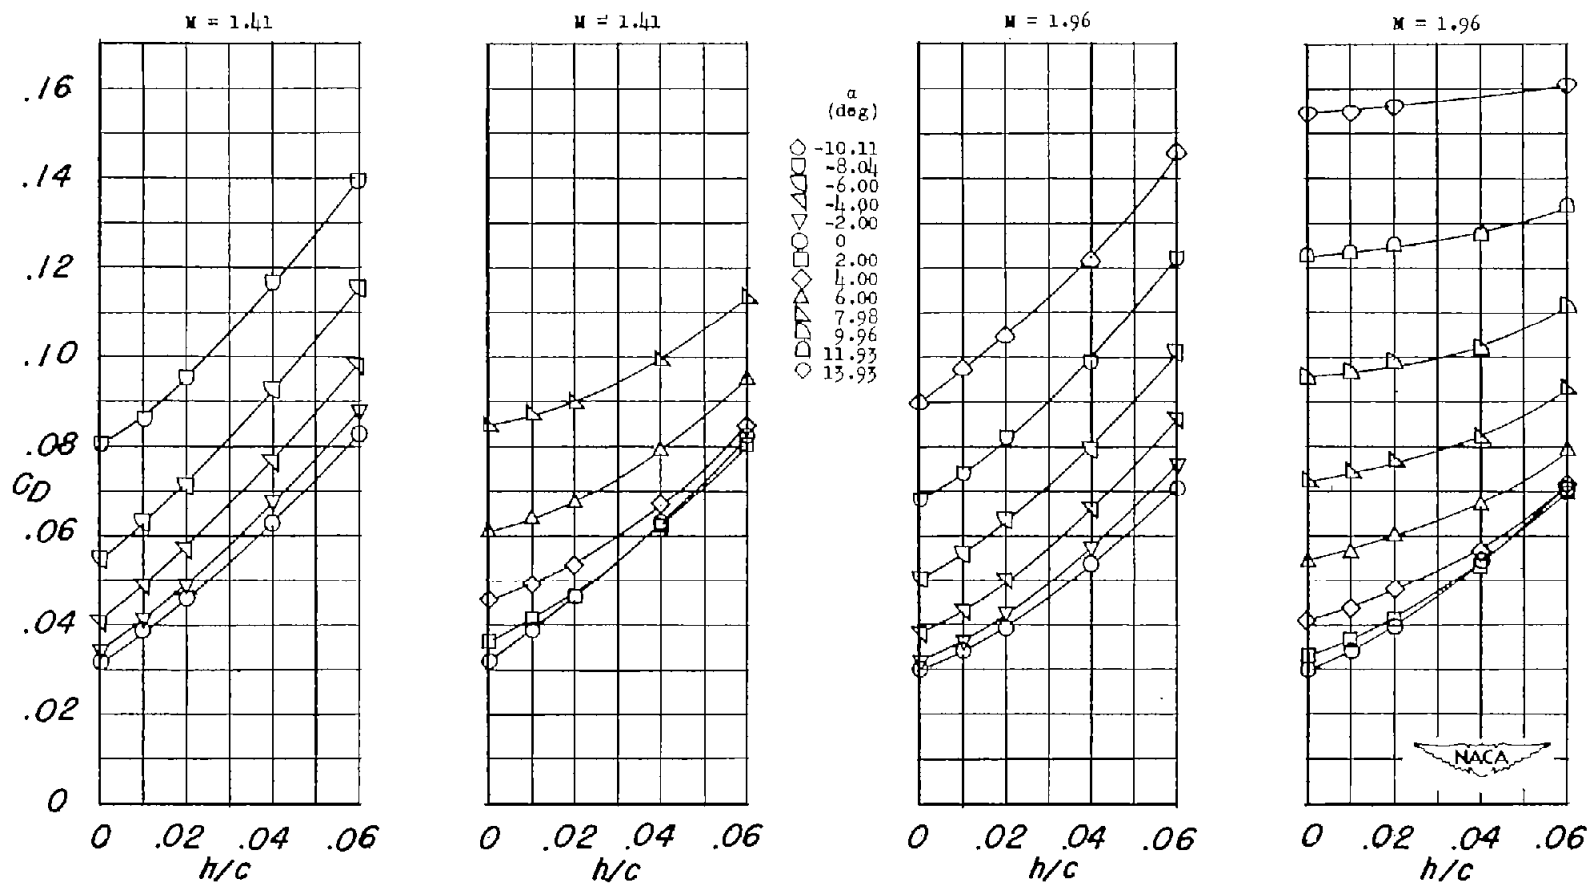 M = 1.41
M = 1.41
M = 1.96
M = 1.96
.16
.14
.12
.10
.08
C_D
.06
.04
.02
0
α
(deg)
-10.11
-8.04
-6.00
-4.00
-2.00
0
2.00
4.00
6.00
7.98
9.96
11.93
13.93
NACA
0 .02 .04 .06
h/c
0 .02 .04 .06
h/c
0 .02 .04 .06
h/c
0 .02 .04 .06
h/c